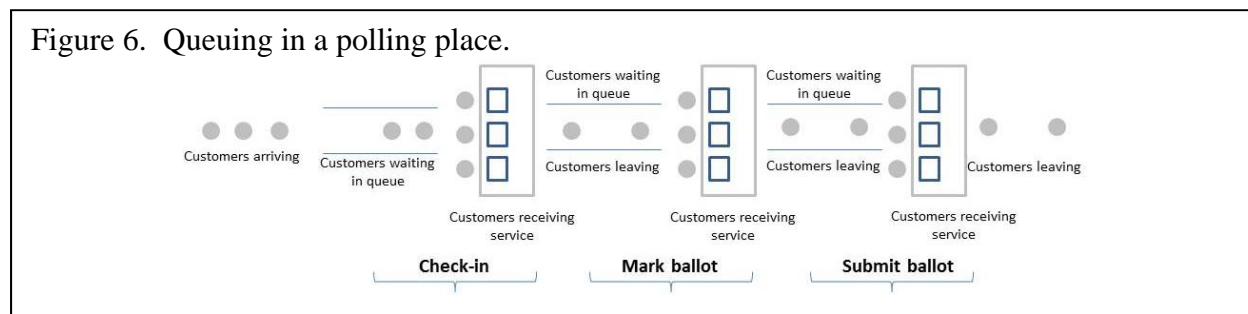 Figure 6. Queuing in a polling place.
Customers waiting
in queue
Customers waiting
in queue
Customers arriving
Customers waiting
in queue
Customers leaving
Customers leaving
Customers leaving
Customers receiving
service
Customers receiving
service
Customers receiving
service
Check-in
Mark ballot
Submit ballot